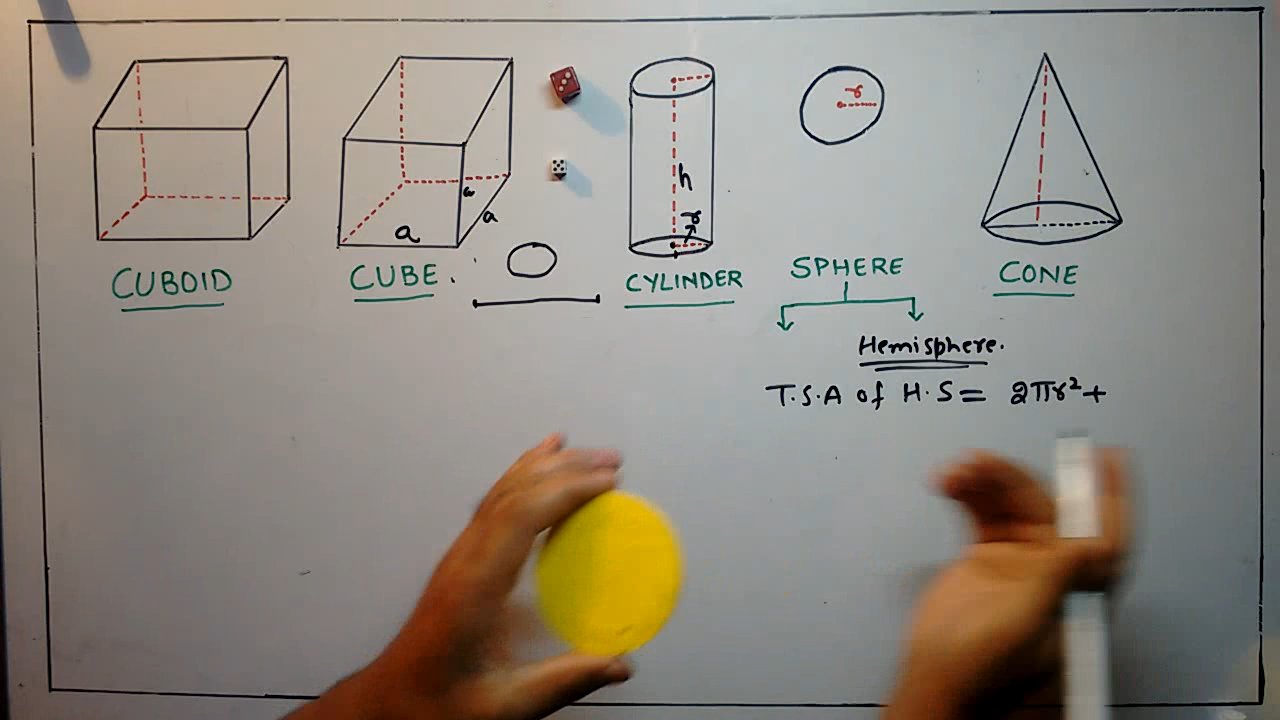 r
h
a
r
a
a
CUBOID
CUBE.
CYLINDER
SPHERE
CONE
Hemisphere.
T.S.A of H.S = 2πr²+